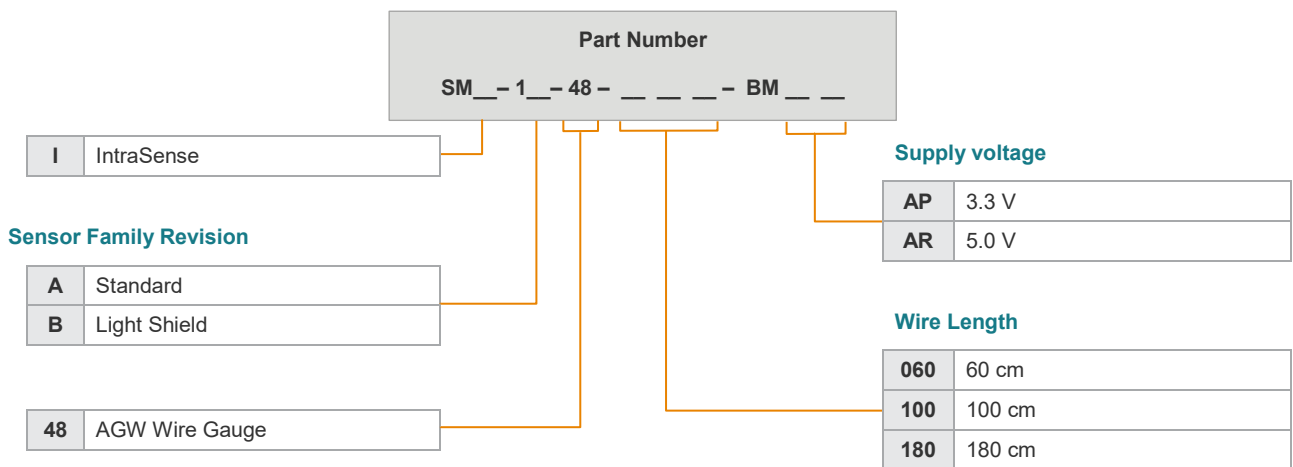 Part Number
SM__– 1__– 48 – __ __ __ – BM __ __
I IntraSense
Sensor Family Revision
A Standard
B Light Shield
48 AGW Wire Gauge
Supply voltage
AP 3.3 V
AR 5.0 V
Wire Length
060 60 cm
100 100 cm
180 180 cm